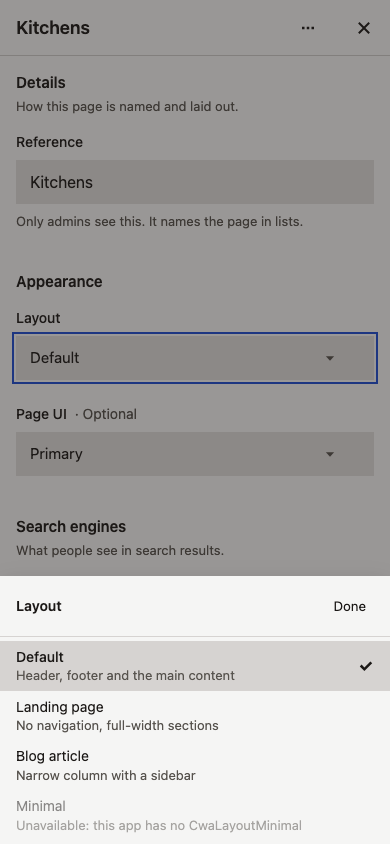 Kitchens
Details
How this page is named and laid out.
Reference
Kitchens
Only admins see this. It names the page in lists.
Appearance
Layout
Default
Page UI · Optional
Primary
Search engines
What people see in search results.
Layout Done
Default
Header, footer and the main content
Landing page
No navigation, full-width sections
Blog article
Narrow column with a sidebar
Minimal
Unavailable: this app has no CwaLayoutMinimal